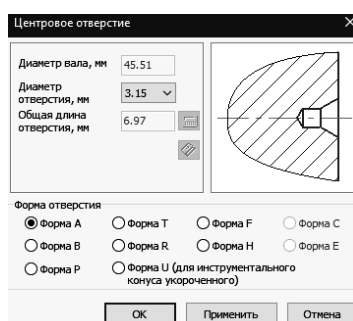 Центровое отверстие
Диаметр вала, мм 45.51
Диаметр
отверстия, мм 3.15
Общая длина
отверстия, мм 6.97
Форма отверстия
Форма A Форма T Форма F Форма C
Форма B Форма R Форма H Форма E
Форма P Форма U (для инструментального
конуса укороченного)
OK Применить Отмена